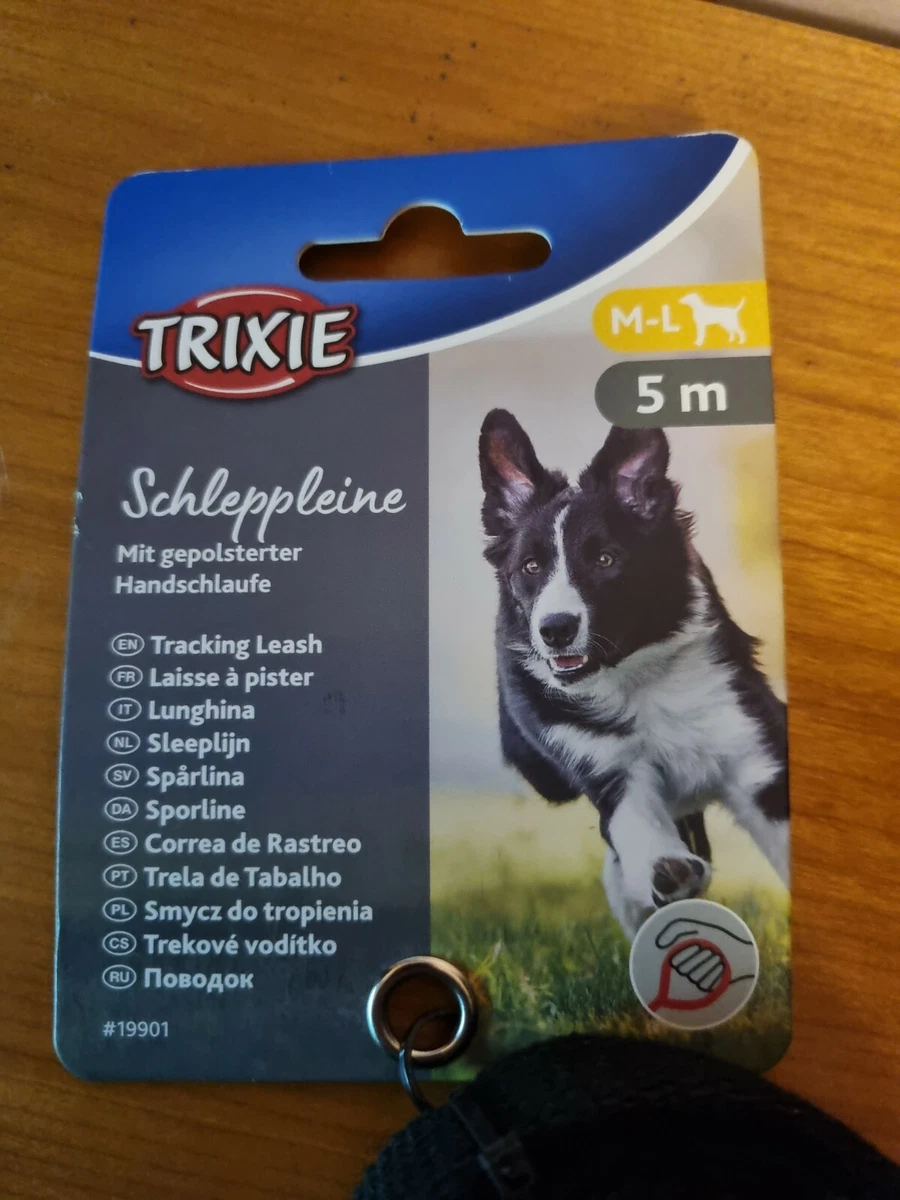 TRIXIE
M-L
5 m
Schleppleine
Mit gepolsterter
Handschlaufe
EN Tracking Leash
FR Laisse à pister
IT Lunghina
NL Sleeplijn
SV Spårlina
DA Sporline
ES Correa de Rastreo
PT Trela de Tabalho
PL Smycz do tropienia
CS Trekové vodítko
RU Поводок
#19901